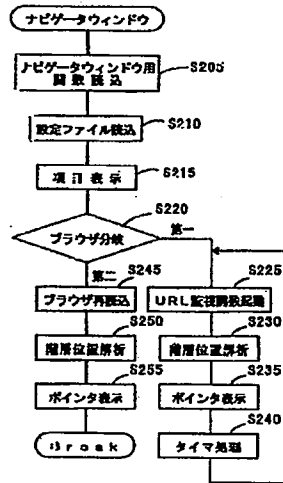 ナビゲータウィンドウ
ナビゲータウィンドウ用
関数読込
S205
設定ファイル読込
S210
項目表示
S215
ブラウザ分岐
S220
第一
第二
ブラウザ再読込
S245
URL監視関数起動
S225
階層位置解析
S250
階層位置解析
S230
ポインタ表示
S255
ポインタ表示
S235
Break
タイマ処理
S240